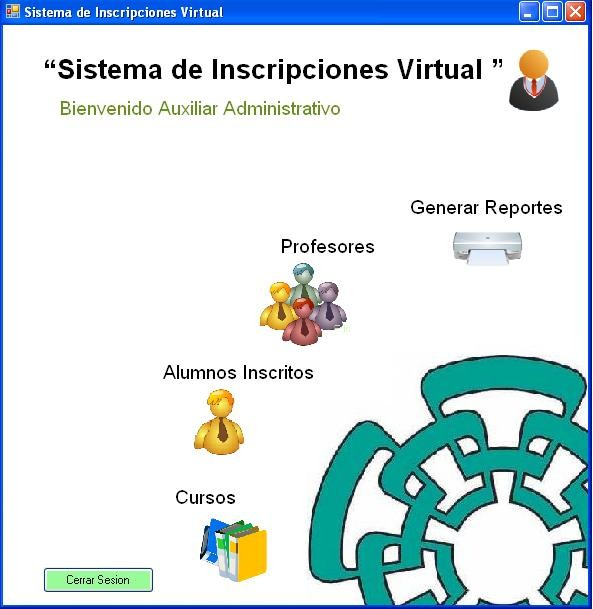 Sistema de Inscripciones Virtual
“Sistema de Inscripciones Virtual ”
Bienvenido Auxiliar Administrativo
Generar Reportes
Profesores
Alumnos Inscritos
Cursos
Cerrar Sesion